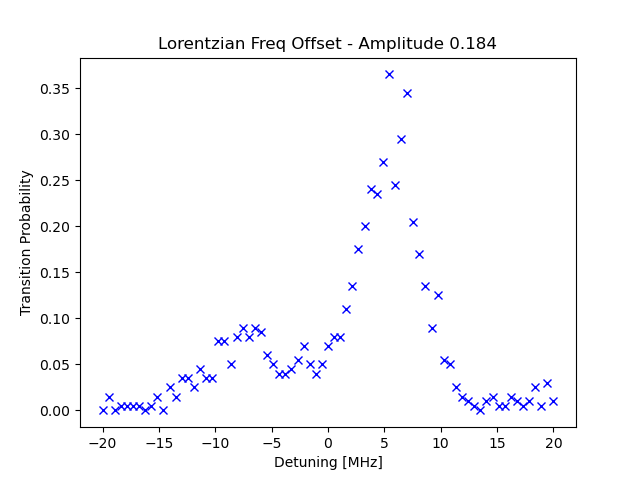 Lorentzian Freq Offset - Amplitude 0.184
Transition Probability
0.35
0.30
0.25
0.20
0.15
0.10
0.05
0.00
−20 −15 −10 −5 0 5 10 15 20
Detuning [MHz]